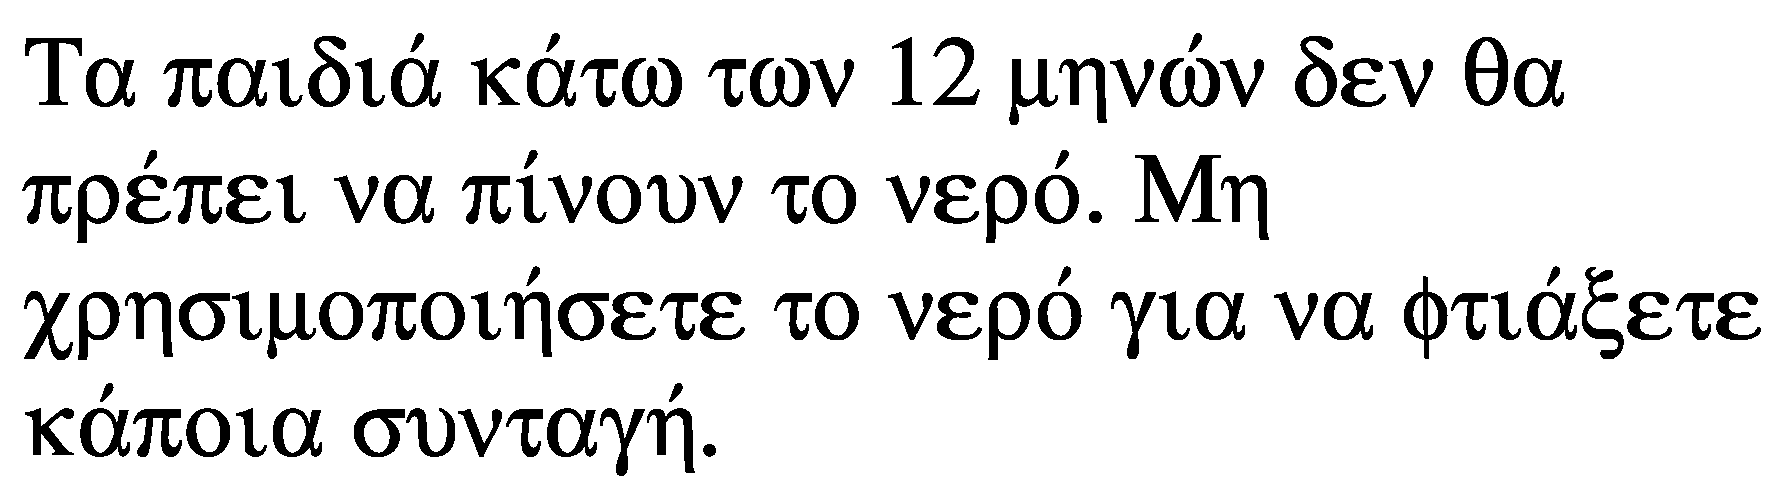 Τα παιδιά κάτω των 12 μηνών δεν θα
πρέπει να πίνουν το νερό. Μη
χρησιμοποιήσετε το νερό για να φτιάξετε
κάποια συνταγή.